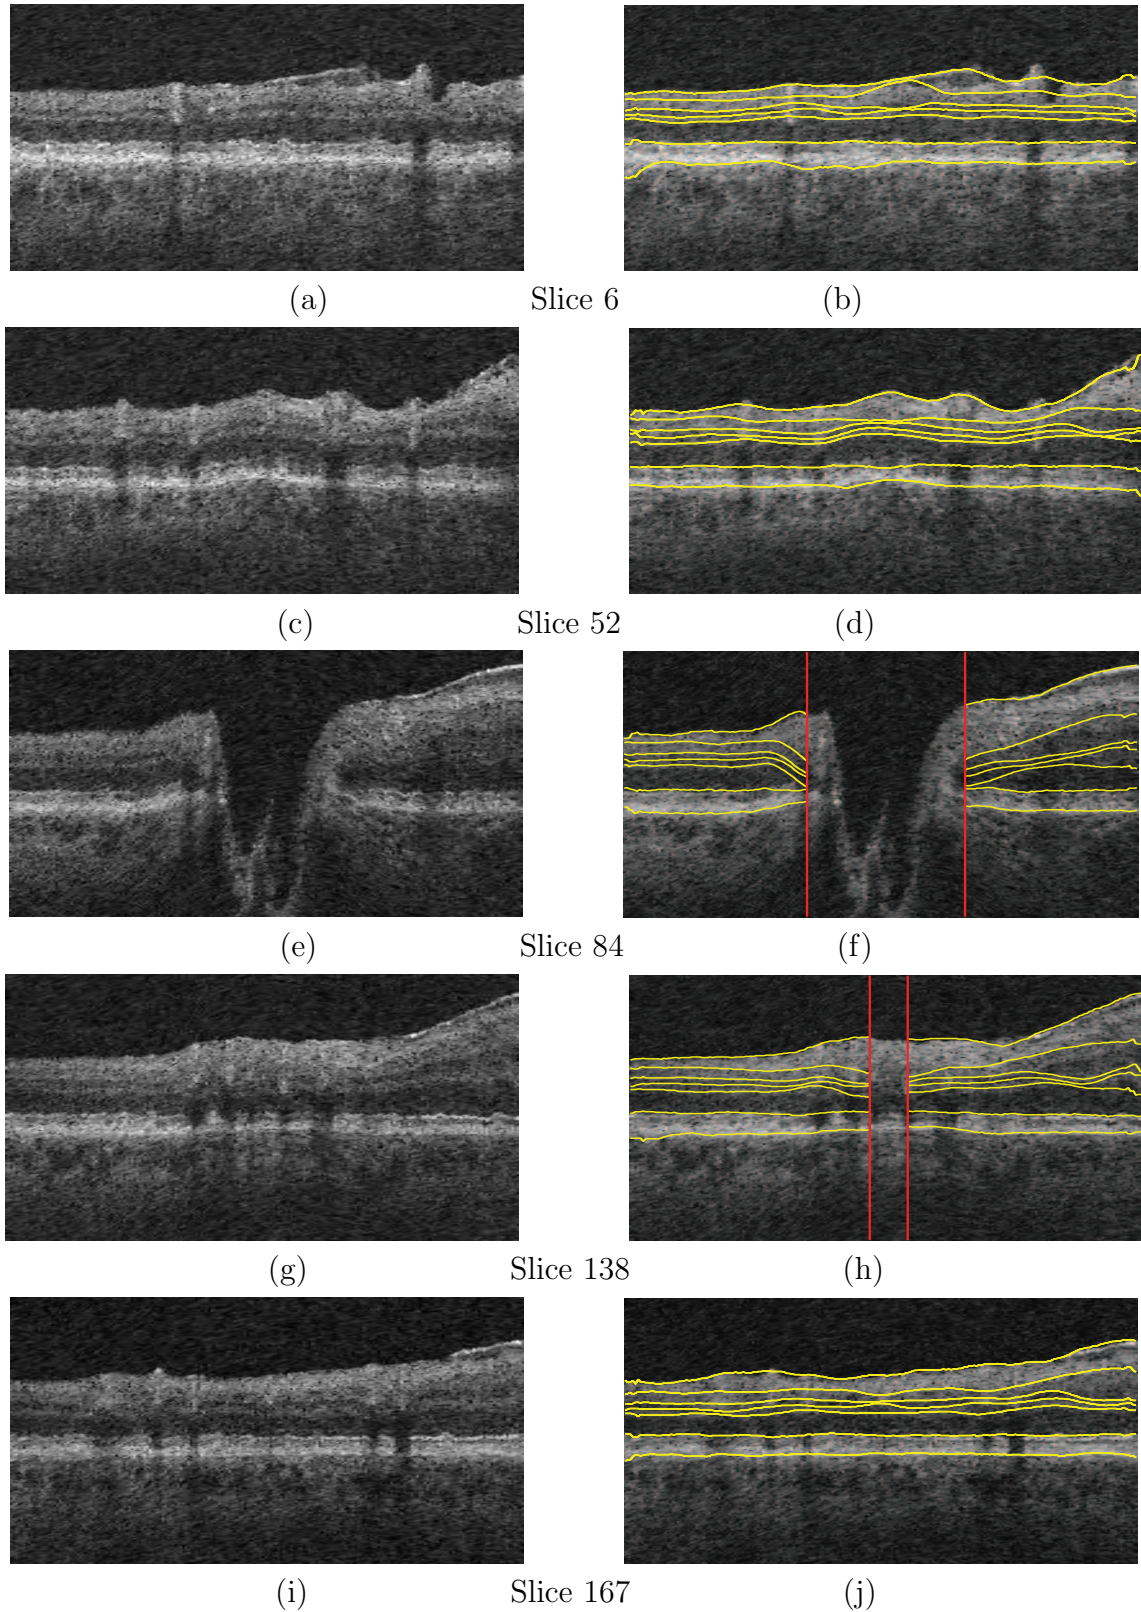 (a) Slice 6 (b)
(c) Slice 52 (d)
(e) Slice 84 (f)
(g) Slice 138 (h)
(i) Slice 167 (j)